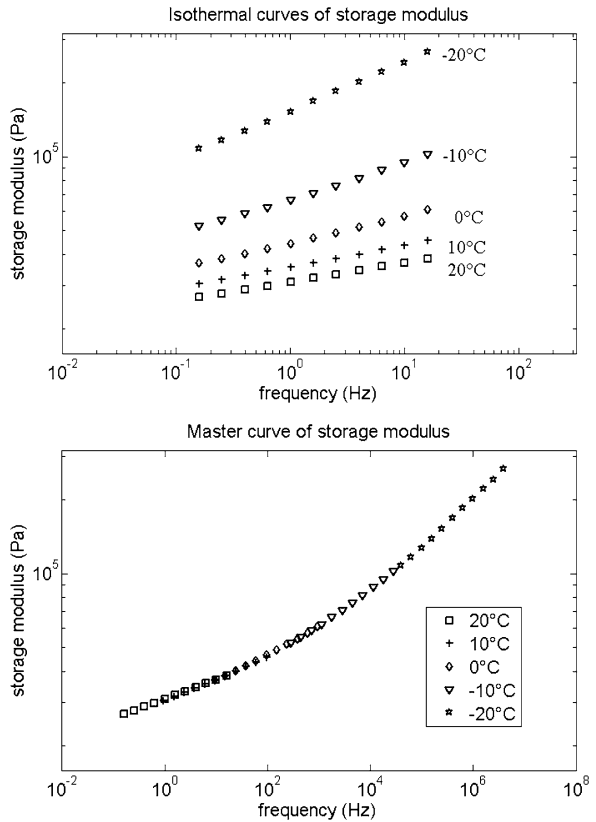 Isothermal curves of storage modulus
storage modulus (Pa)
10^5
-20°C
-10°C
0°C
10°C
20°C
10^-2 10^-1 10^0 10^1 10^2
frequency (Hz)
Master curve of storage modulus
storage modulus (Pa)
10^5
20°C
10°C
0°C
-10°C
-20°C
10^-2 10^0 10^2 10^4 10^6 10^8
frequency (Hz)